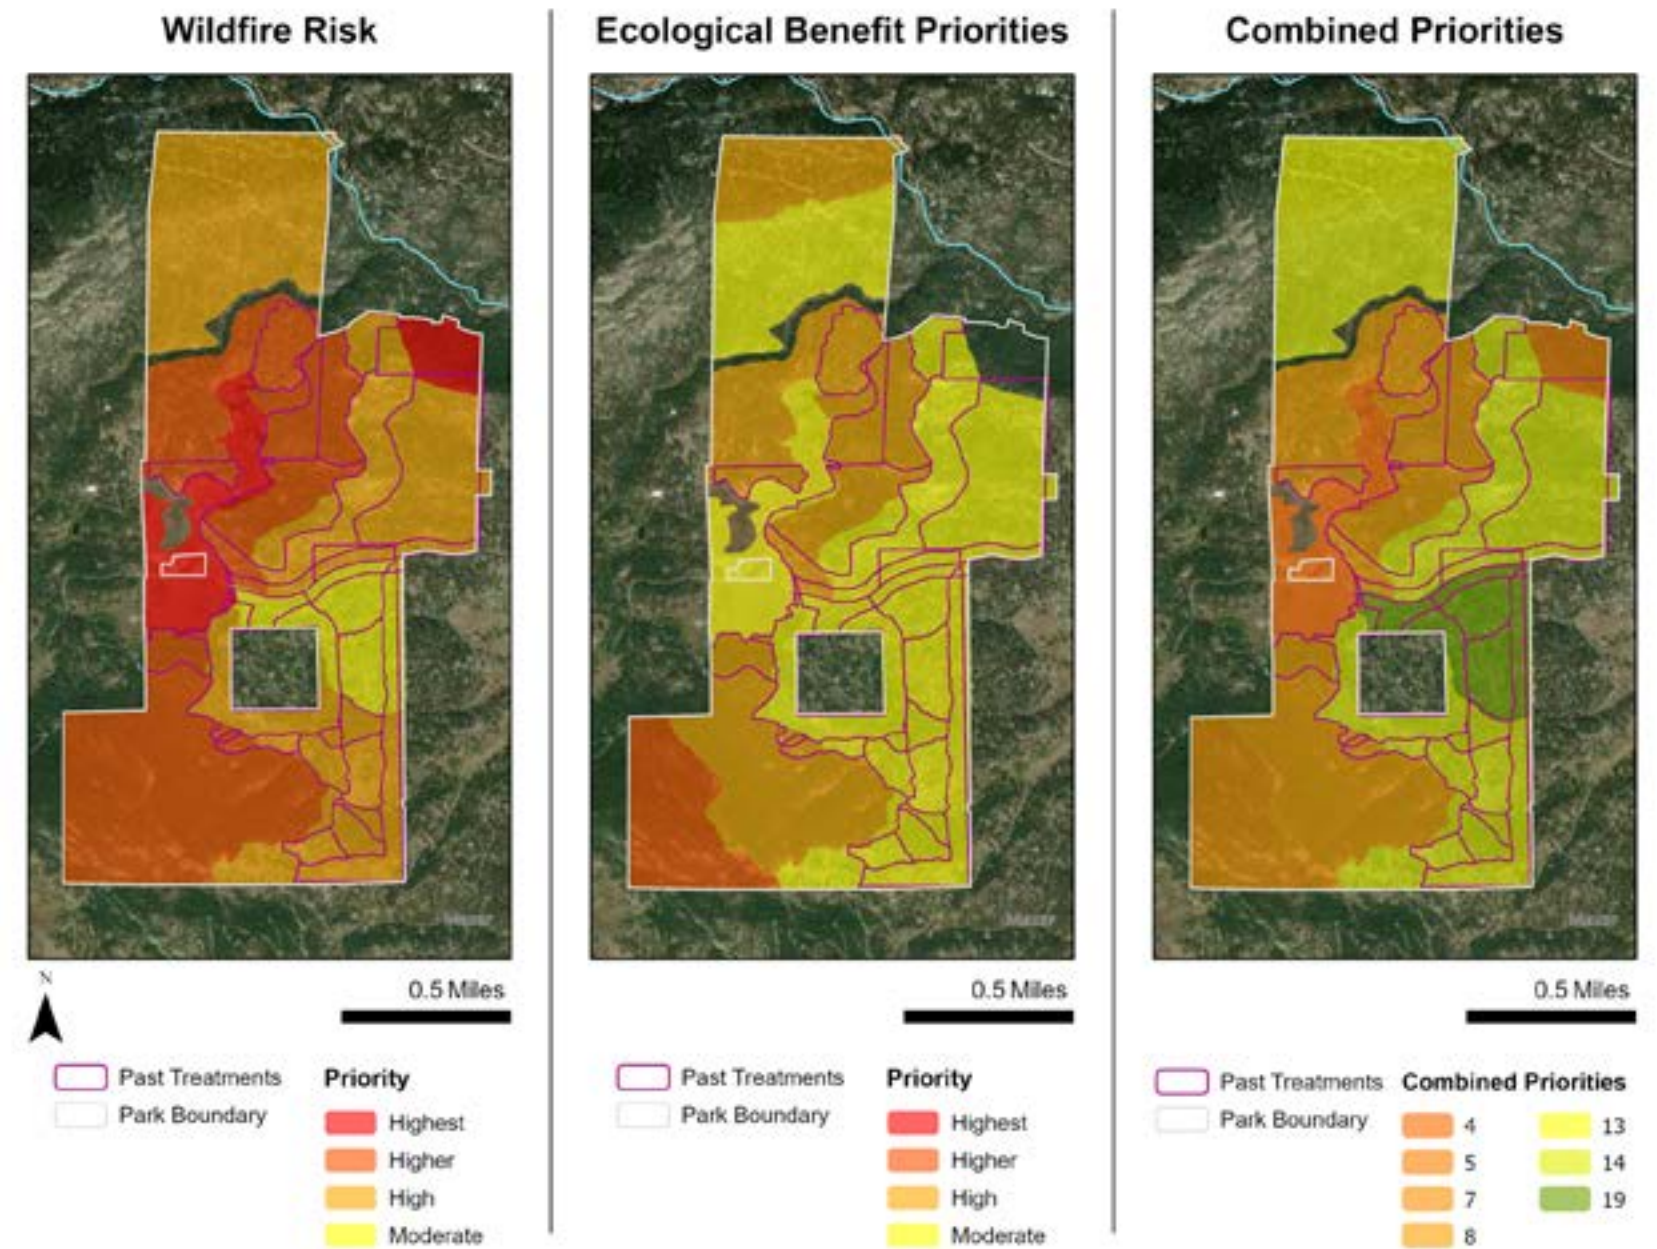 Wildfire Risk
Ecological Benefit Priorities
Combined Priorities
Maxar
Maxar
N
0.5 Miles
0.5 Miles
0.5 Miles
Past Treatments
Park Boundary
Priority
Highest
Higher
High
Moderate
Past Treatments
Park Boundary
Priority
Highest
Higher
High
Moderate
Past Treatments
Park Boundary
Combined Priorities
4
5
7
8
13
14
19